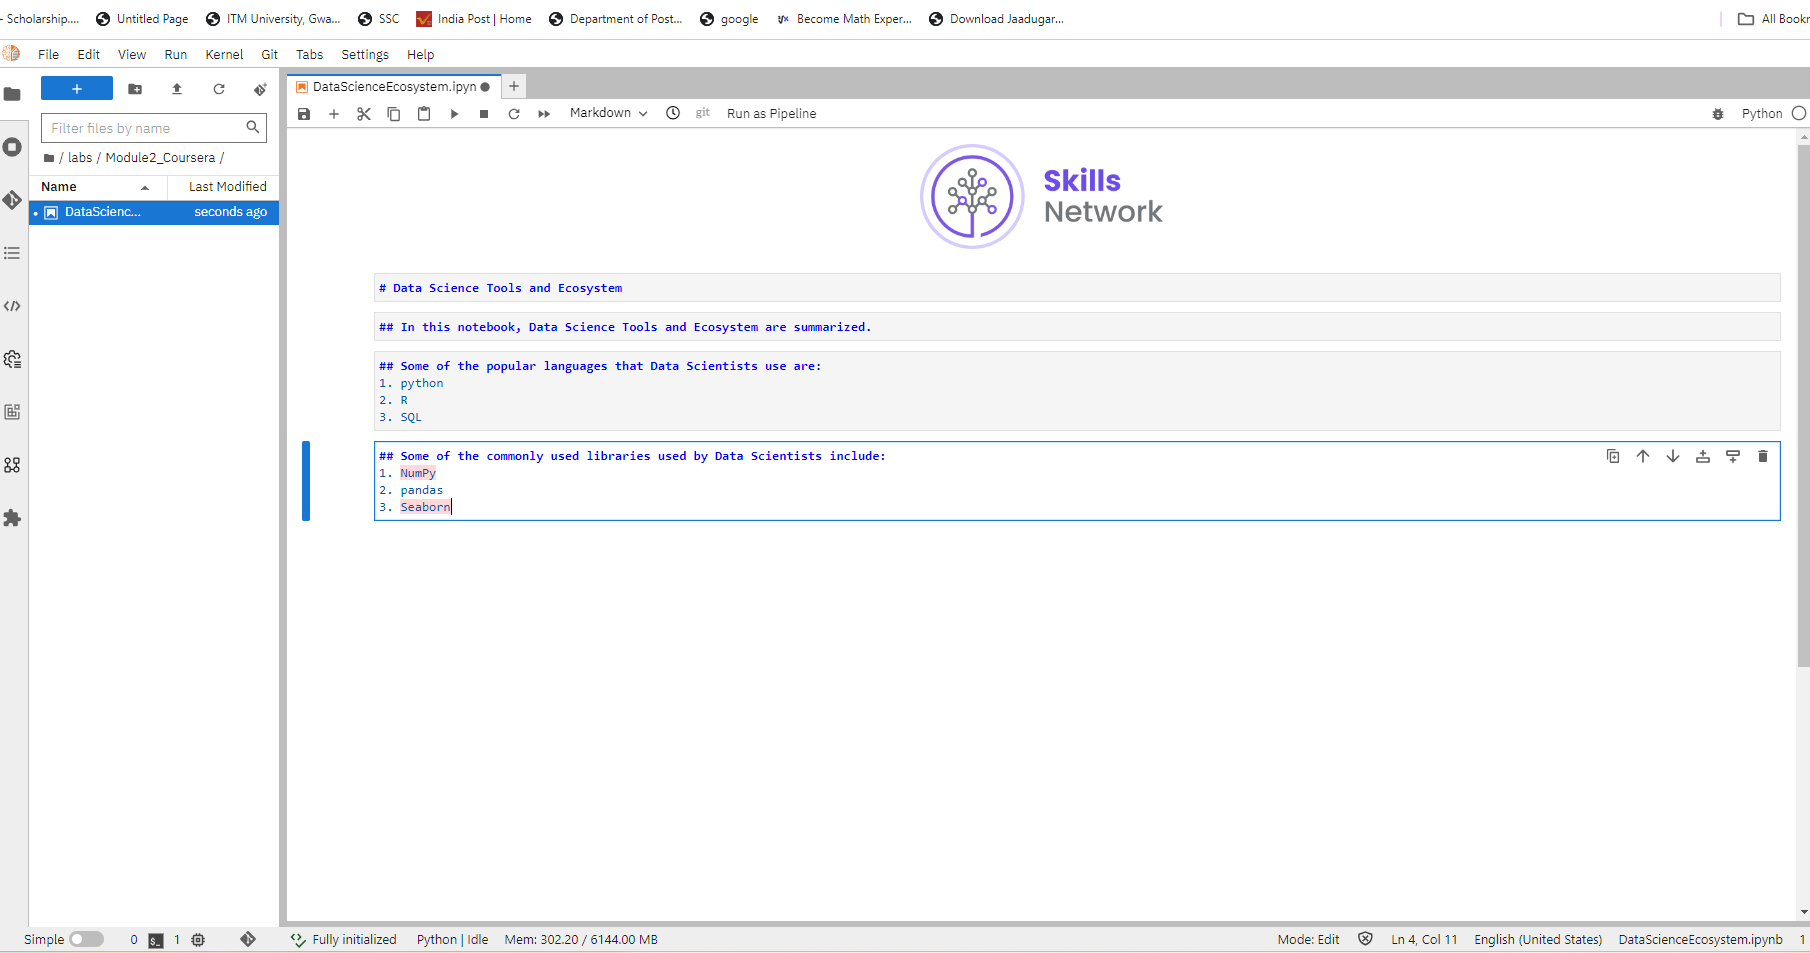 - Scholarship....
Untitled Page
ITM University, Gwa...
SSC
India Post | Home
Department of Post...
google
Become Math Exper...
Download Jaadugar...
All Bookr
File Edit View Run Kernel Git Tabs Settings Help
DataScienceEcosystem.ipyn
Filter files by name
Markdown
git
Run as Pipeline
Python
/ labs / Module2_Coursera /
Name
Last Modified
DataScienc...
seconds ago
Skills
Network
# Data Science Tools and Ecosystem
## In this notebook, Data Science Tools and Ecosystem are summarized.
## Some of the popular languages that Data Scientists use are:
1. python
2. R
3. SQL
## Some of the commonly used libraries used by Data Scientists include:
1. NumPy
2. pandas
3. Seaborn
Simple
0
$_
1
Fully initialized
Python | Idle
Mem: 302.20 / 6144.00 MB
Mode: Edit
Ln 4, Col 11
English (United States)
DataScienceEcosystem.ipynb
1